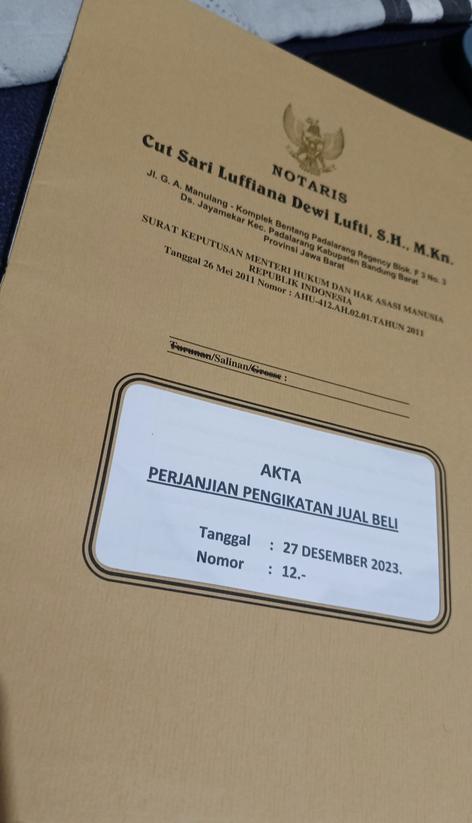 NOTARIS
Cut Sari Luffiana Dewi Lufti, S.H., M.Kn.
Jl. G. A. Manulang - Komplek Bentang Padalarang Regency Blok. F 3 No. 3
Ds. Jayamekar Kec. Padalarang Kabupaten Bandung Barat
Provinsi Jawa Barat
SURAT KEPUTUSAN MENTERI HUKUM DAN HAK ASASI MANUSIA
REPUBLIK INDONESIA
Tanggal 26 Mei 2011 Nomor : AHU-412.AH.02.01.TAHUN 2011
Turunan/Salinan/Grosse :
AKTA
PERJANJIAN PENGIKATAN JUAL BELI
Tanggal : 27 DESEMBER 2023.
Nomor : 12.-